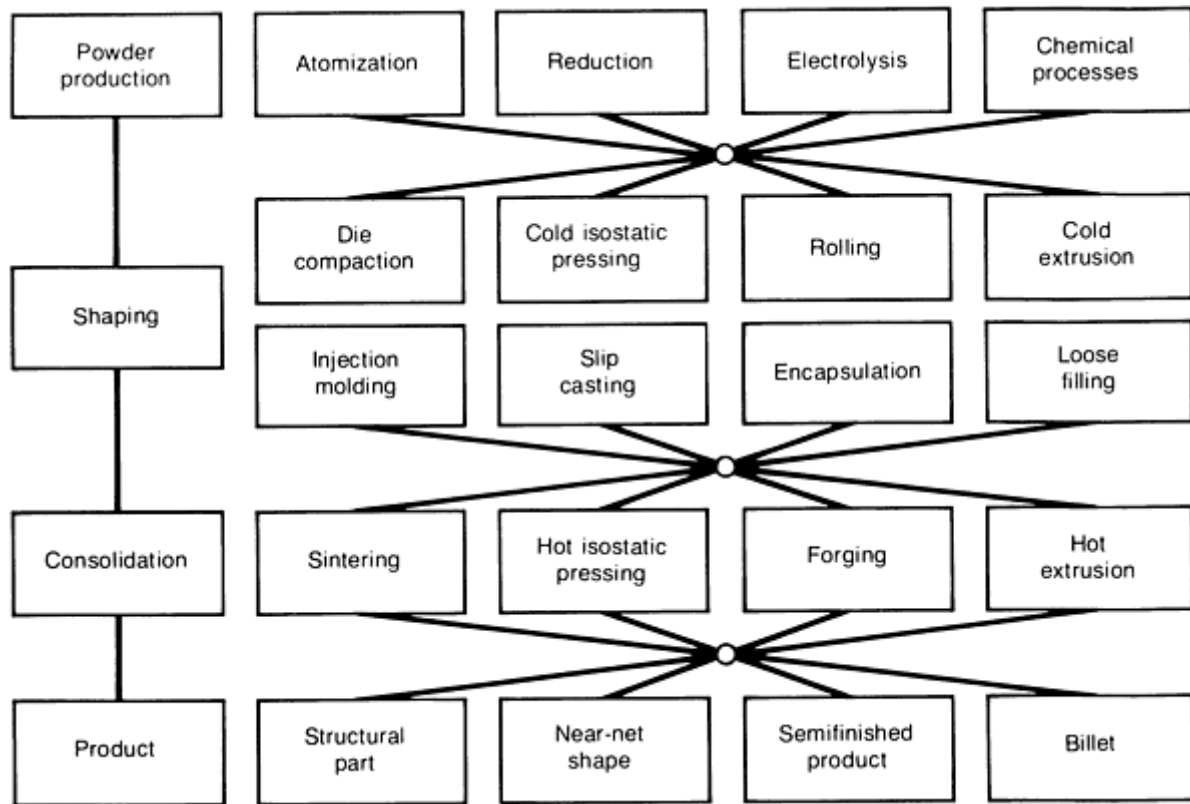 Powder
production
Atomization
Reduction
Electrolysis
Chemical
processes
Die
compaction
Cold isostatic
pressing
Rolling
Cold
extrusion
Shaping
Injection
molding
Slip
casting
Encapsulation
Loose
filling
Consolidation
Sintering
Hot isostatic
pressing
Forging
Hot
extrusion
Product
Structural
part
Near-net
shape
Semifinished
product
Billet